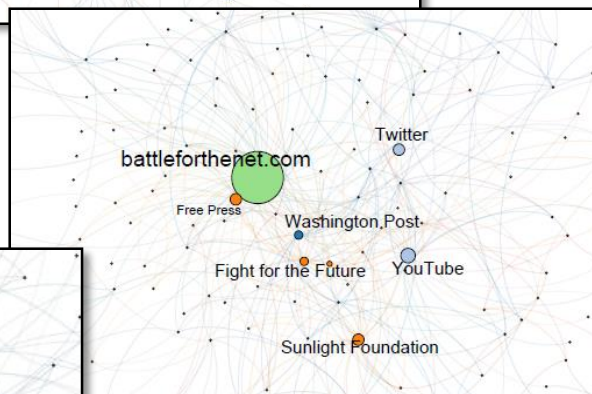 Twitter
battleforthenet.com
Free Press
Washington Post
Fight for the Future
YouTube
Sunlight Foundation